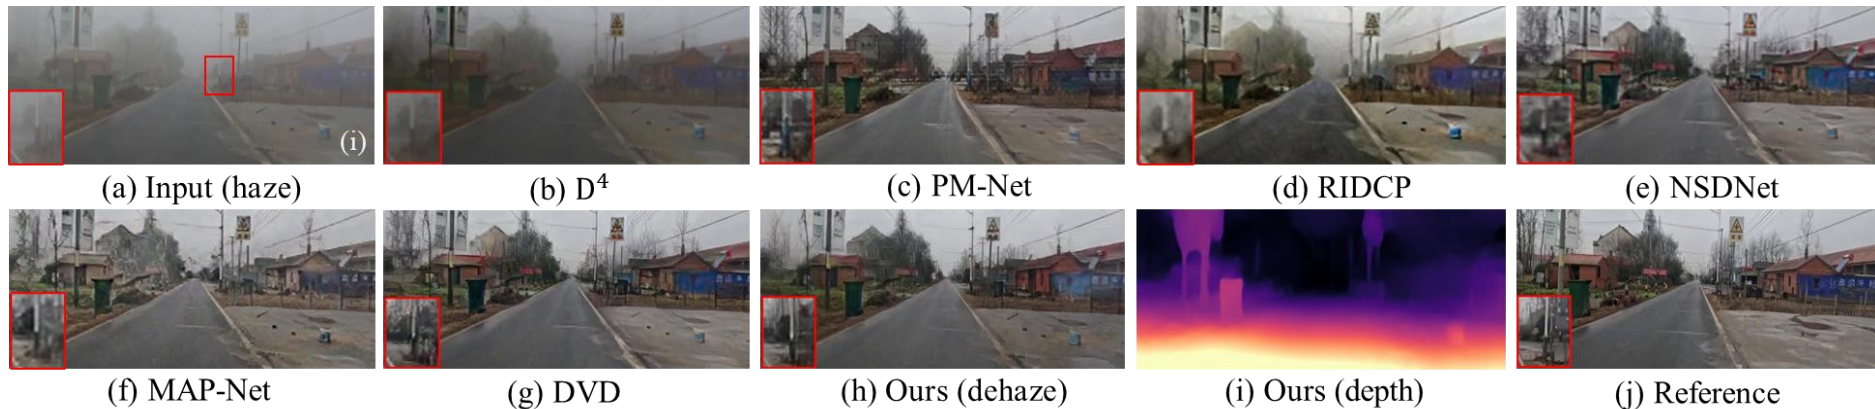 (i)
(a) Input (haze)
(b) D⁴
(c) PM-Net
(d) RIDCP
(e) NSDNet
(f) MAP-Net
(g) DVD
(h) Ours (dehaze)
(i) Ours (depth)
(j) Reference